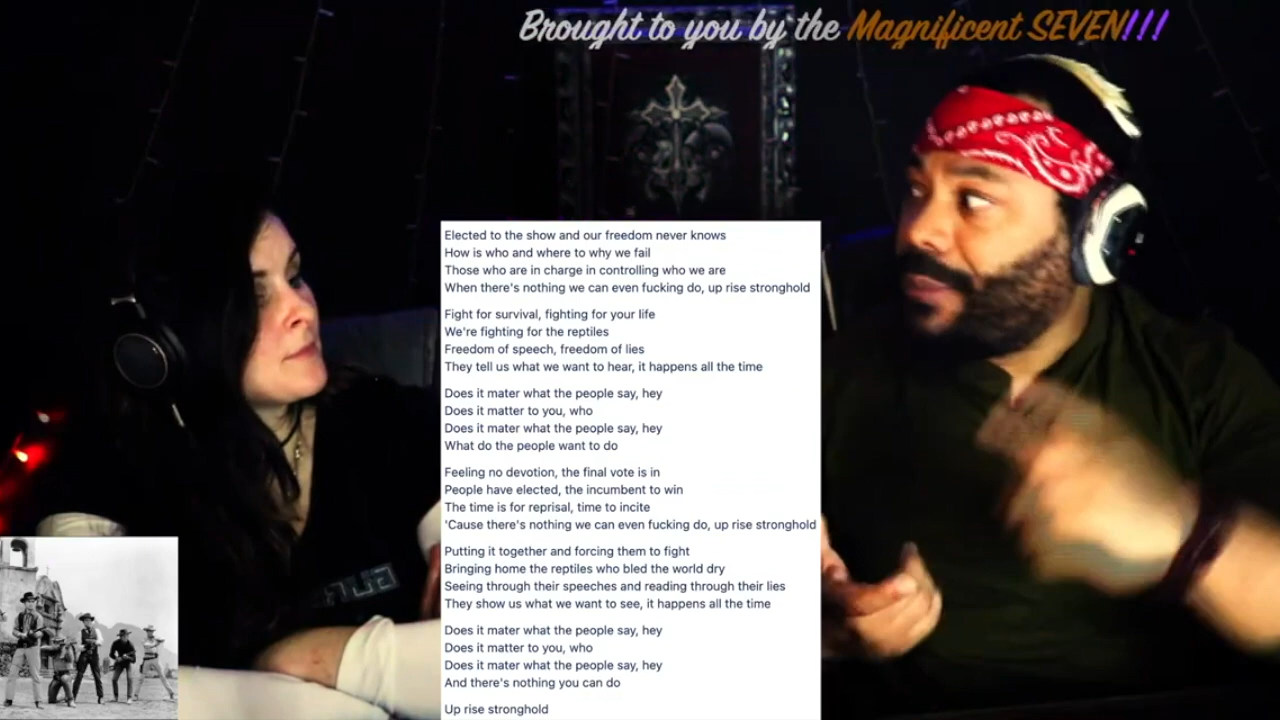 Brought to you by the Magnificent SEVEN!!!
Elected to the show and our freedom never knows
How is who and where to why we fail
Those who are in charge in controlling who we are
When there's nothing we can even fucking do, up rise stronghold
Fight for survival, fighting for your life
We're fighting for the reptiles
Freedom of speech, freedom of lies
They tell us what we want to hear, it happens all the time
Does it mater what the people say, hey
Does it matter to you, who
Does it mater what the people say, hey
What do the people want to do
Feeling no devotion, the final vote is in
People have elected, the incumbent to win
The time is for reprisal, time to incite
'Cause there's nothing we can even fucking do, up rise stronghold
Putting it together and forcing them to fight
Bringing home the reptiles who bled the world dry
Seeing through their speeches and reading through their lies
They show us what we want to see, it happens all the time
Does it mater what the people say, hey
Does it matter to you, who
Does it mater what the people say, hey
And there's nothing you can do
Up rise stronghold